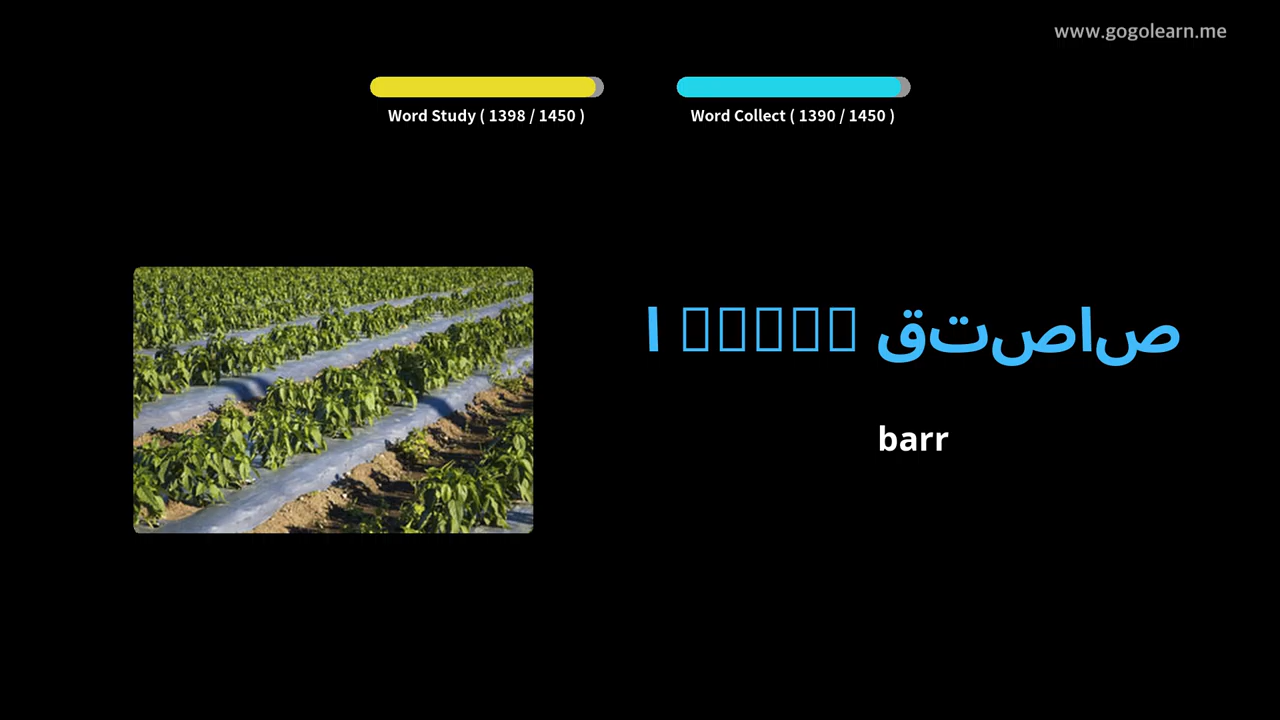 www.gogolearn.me
Word Study ( 1398 / 1450 )
Word Collect ( 1390 / 1450 )
صاصتق ا
barr